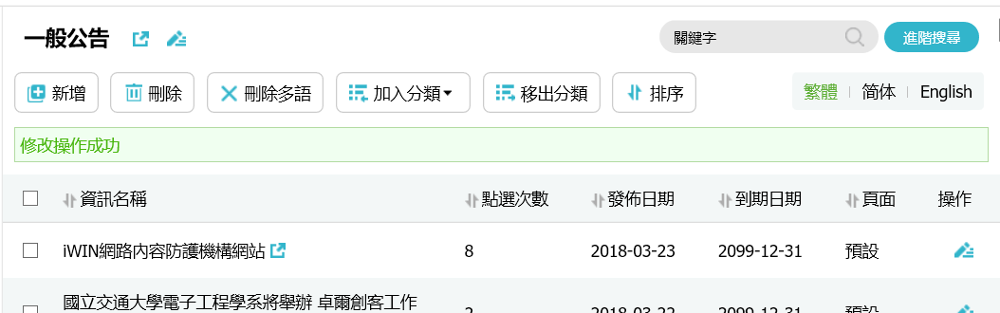 一般公告
關鍵字
進階搜尋
新增 刪除 刪除多語 加入分類 移出分類 排序
繁體 简体 English
修改操作成功
資訊名稱 點選次數 發佈日期 到期日期 頁面 操作
iWIN網路內容防護機構網站 8 2018-03-23 2099-12-31 預設
國立交通大學電子工程學系將舉辦 卓爾創客工作
2 2018-03-22 2099-12-31 預設